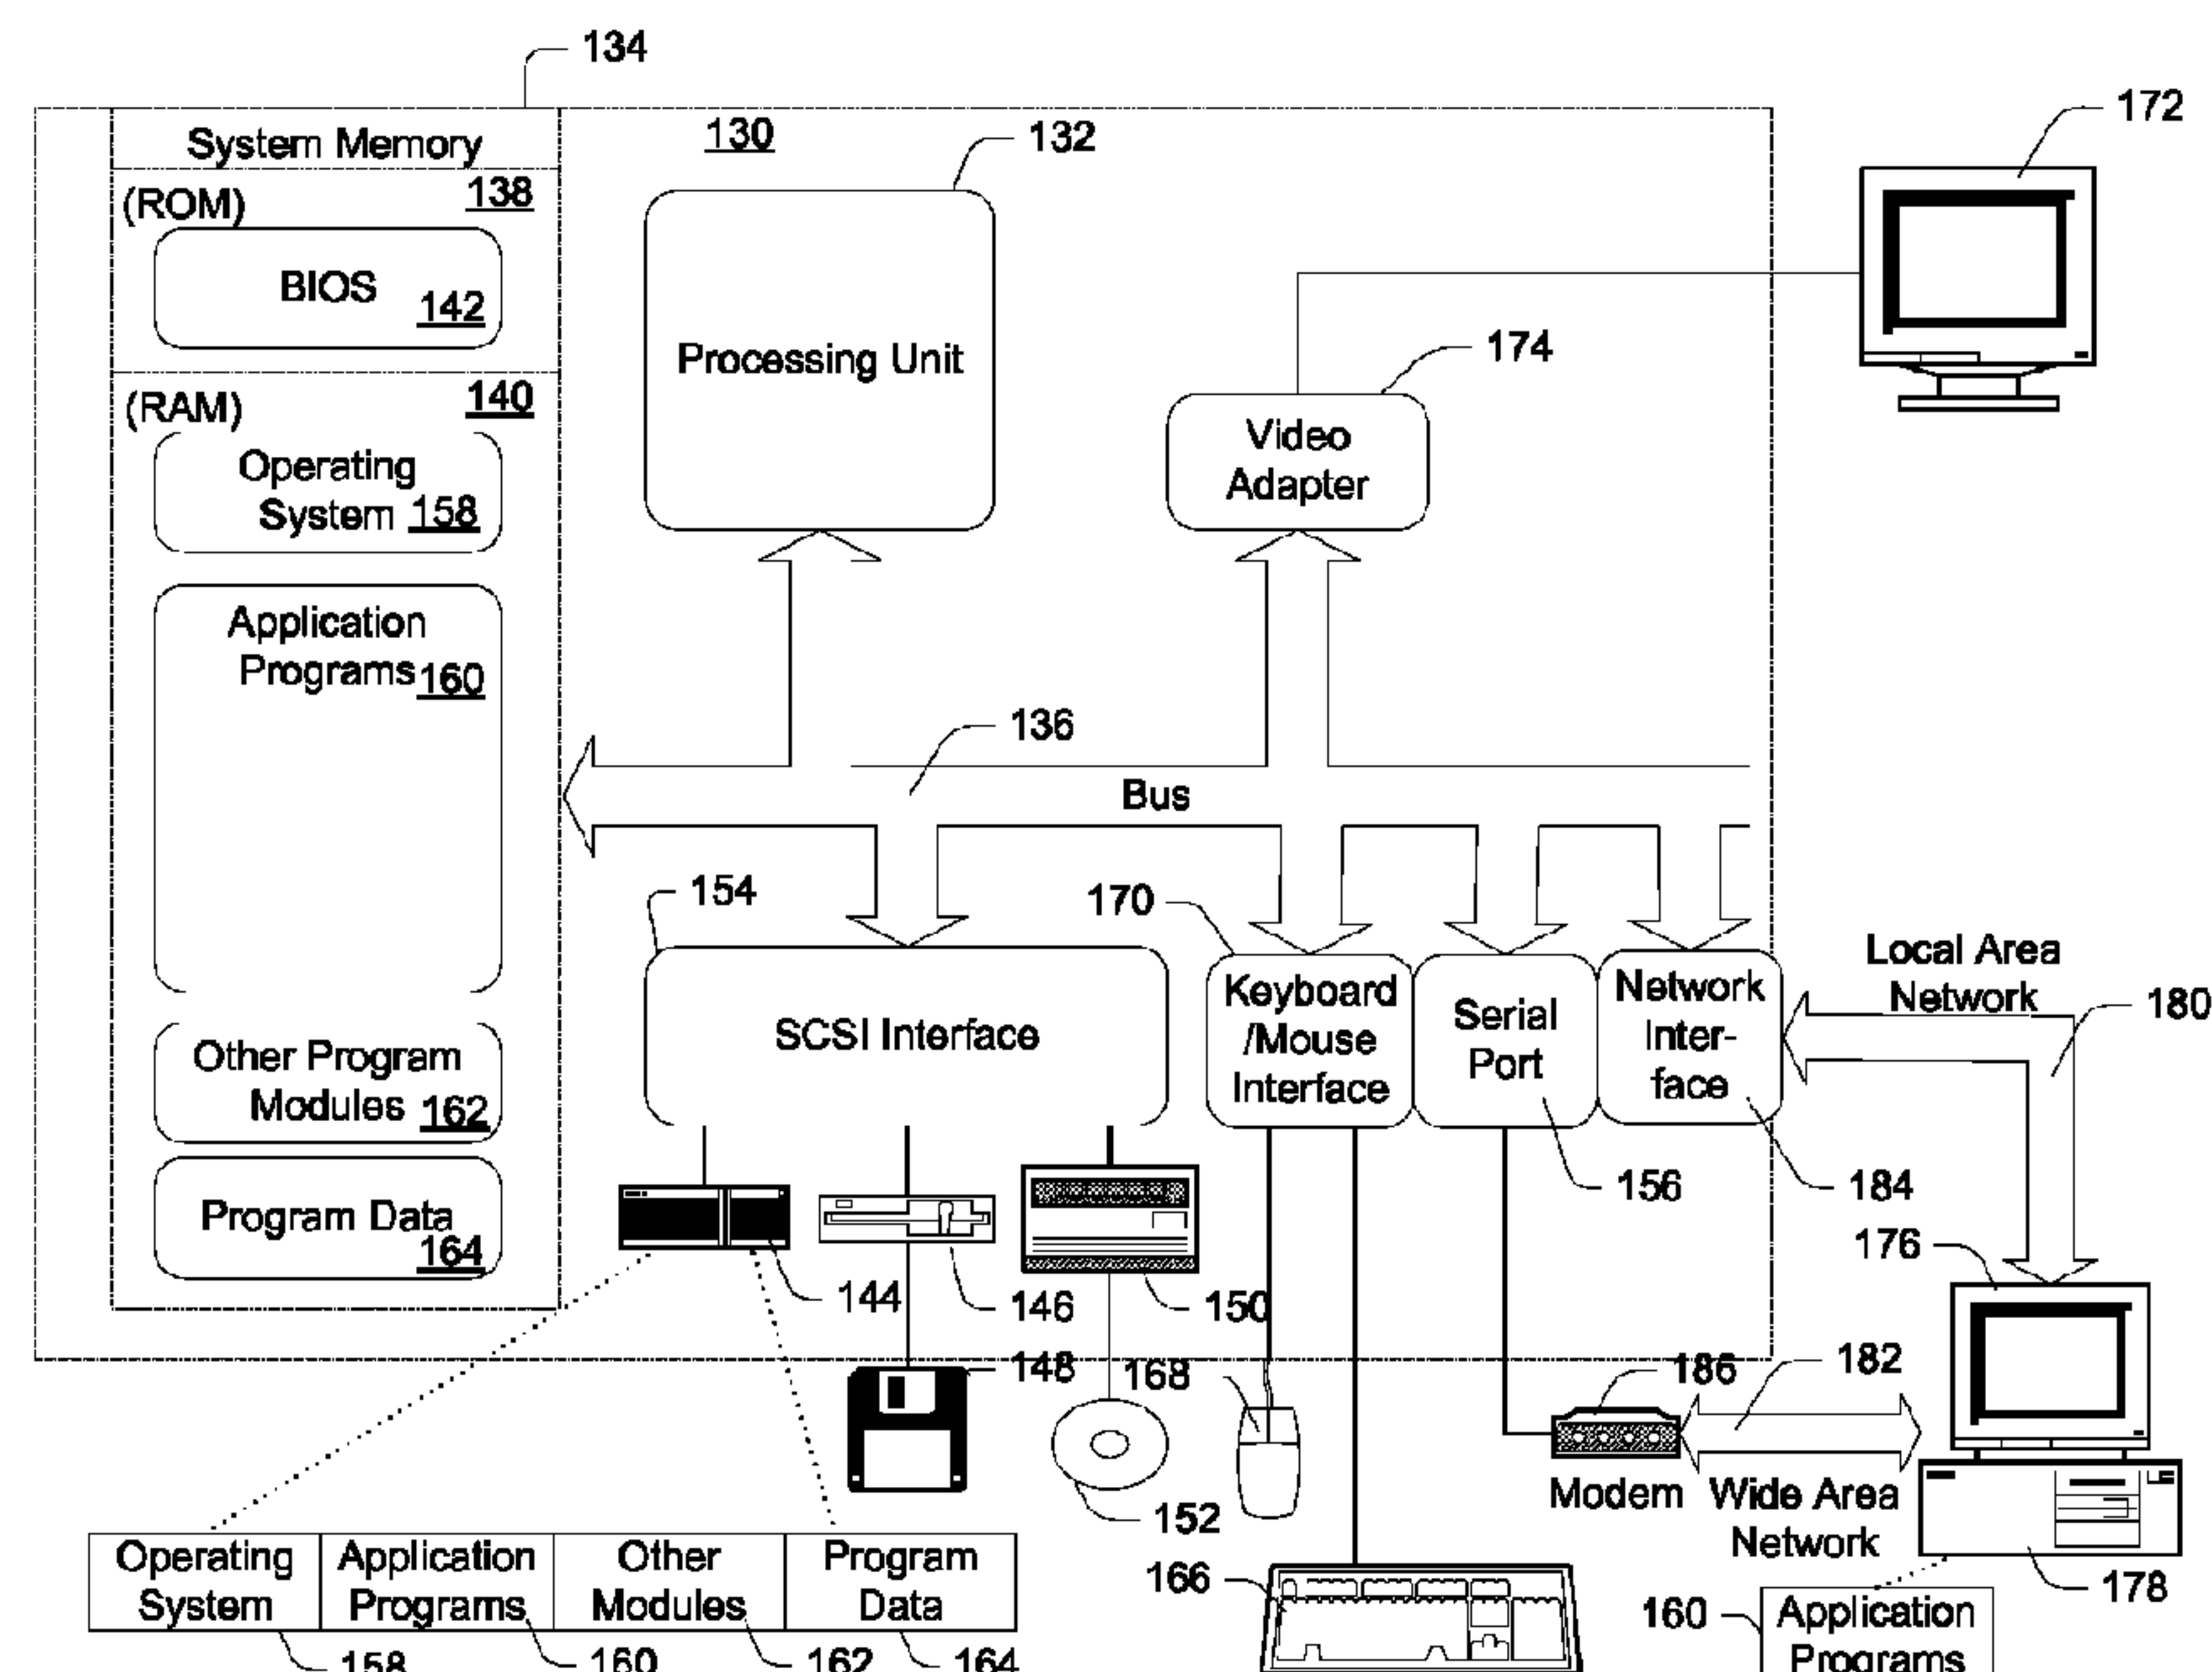 134
System Memory
130
132
172
(ROM)
138
BIOS
142
Processing Unit
174
(RAM)
140
Video
Adapter
Operating
System 158
Application
Programs 160
136
Bus
154
170
Local Area
Network
180
SCSI Interface
Keyboard
/Mouse
Interface
Serial
Port
Network
Inter-
face
Other Program
Modules 162
156
184
Program Data
164
176
144
146
150
148
168
186
182
Modem
Wide Area
Network
152
178
Operating
System
Application
Programs
Other
Modules
Program
Data
166
160
Application
Programs
158
160
162
164